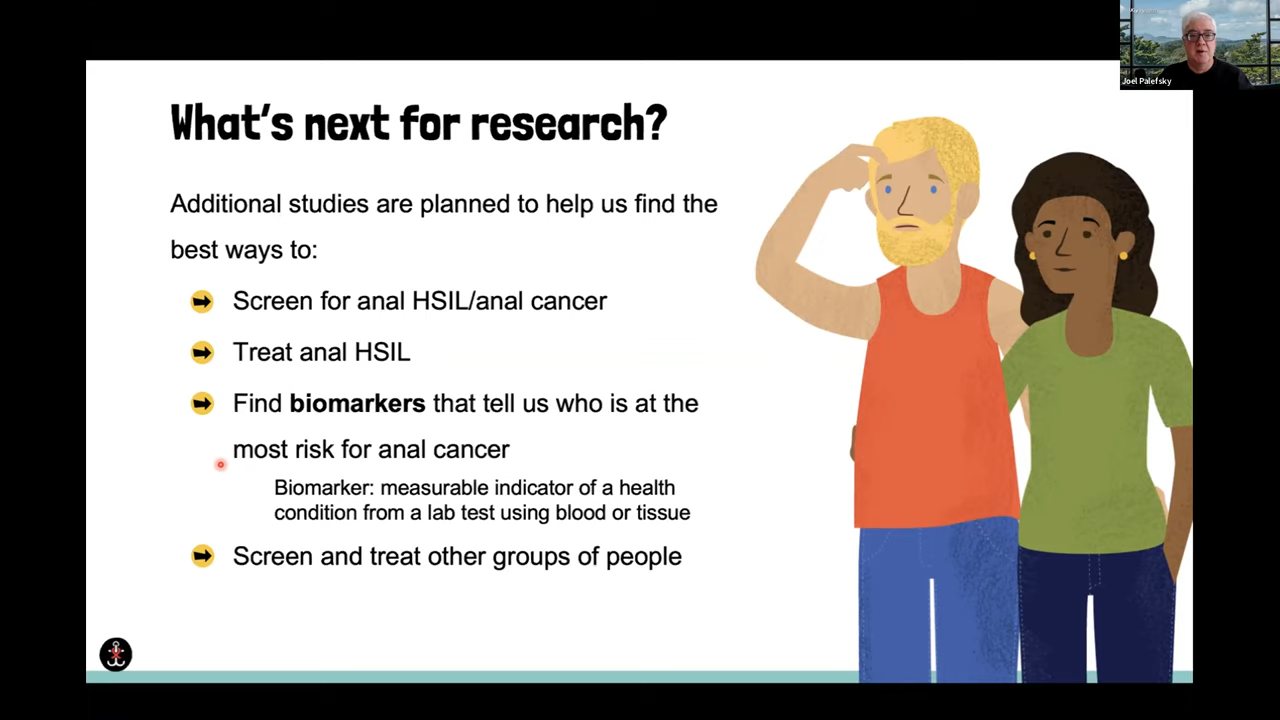 Joel Palefsky
What's next for research?
Additional studies are planned to help us find the
best ways to:
Screen for anal HSIL/anal cancer
Treat anal HSIL
Find biomarkers that tell us who is at the
most risk for anal cancer
Biomarker: measurable indicator of a health
condition from a lab test using blood or tissue
Screen and treat other groups of people